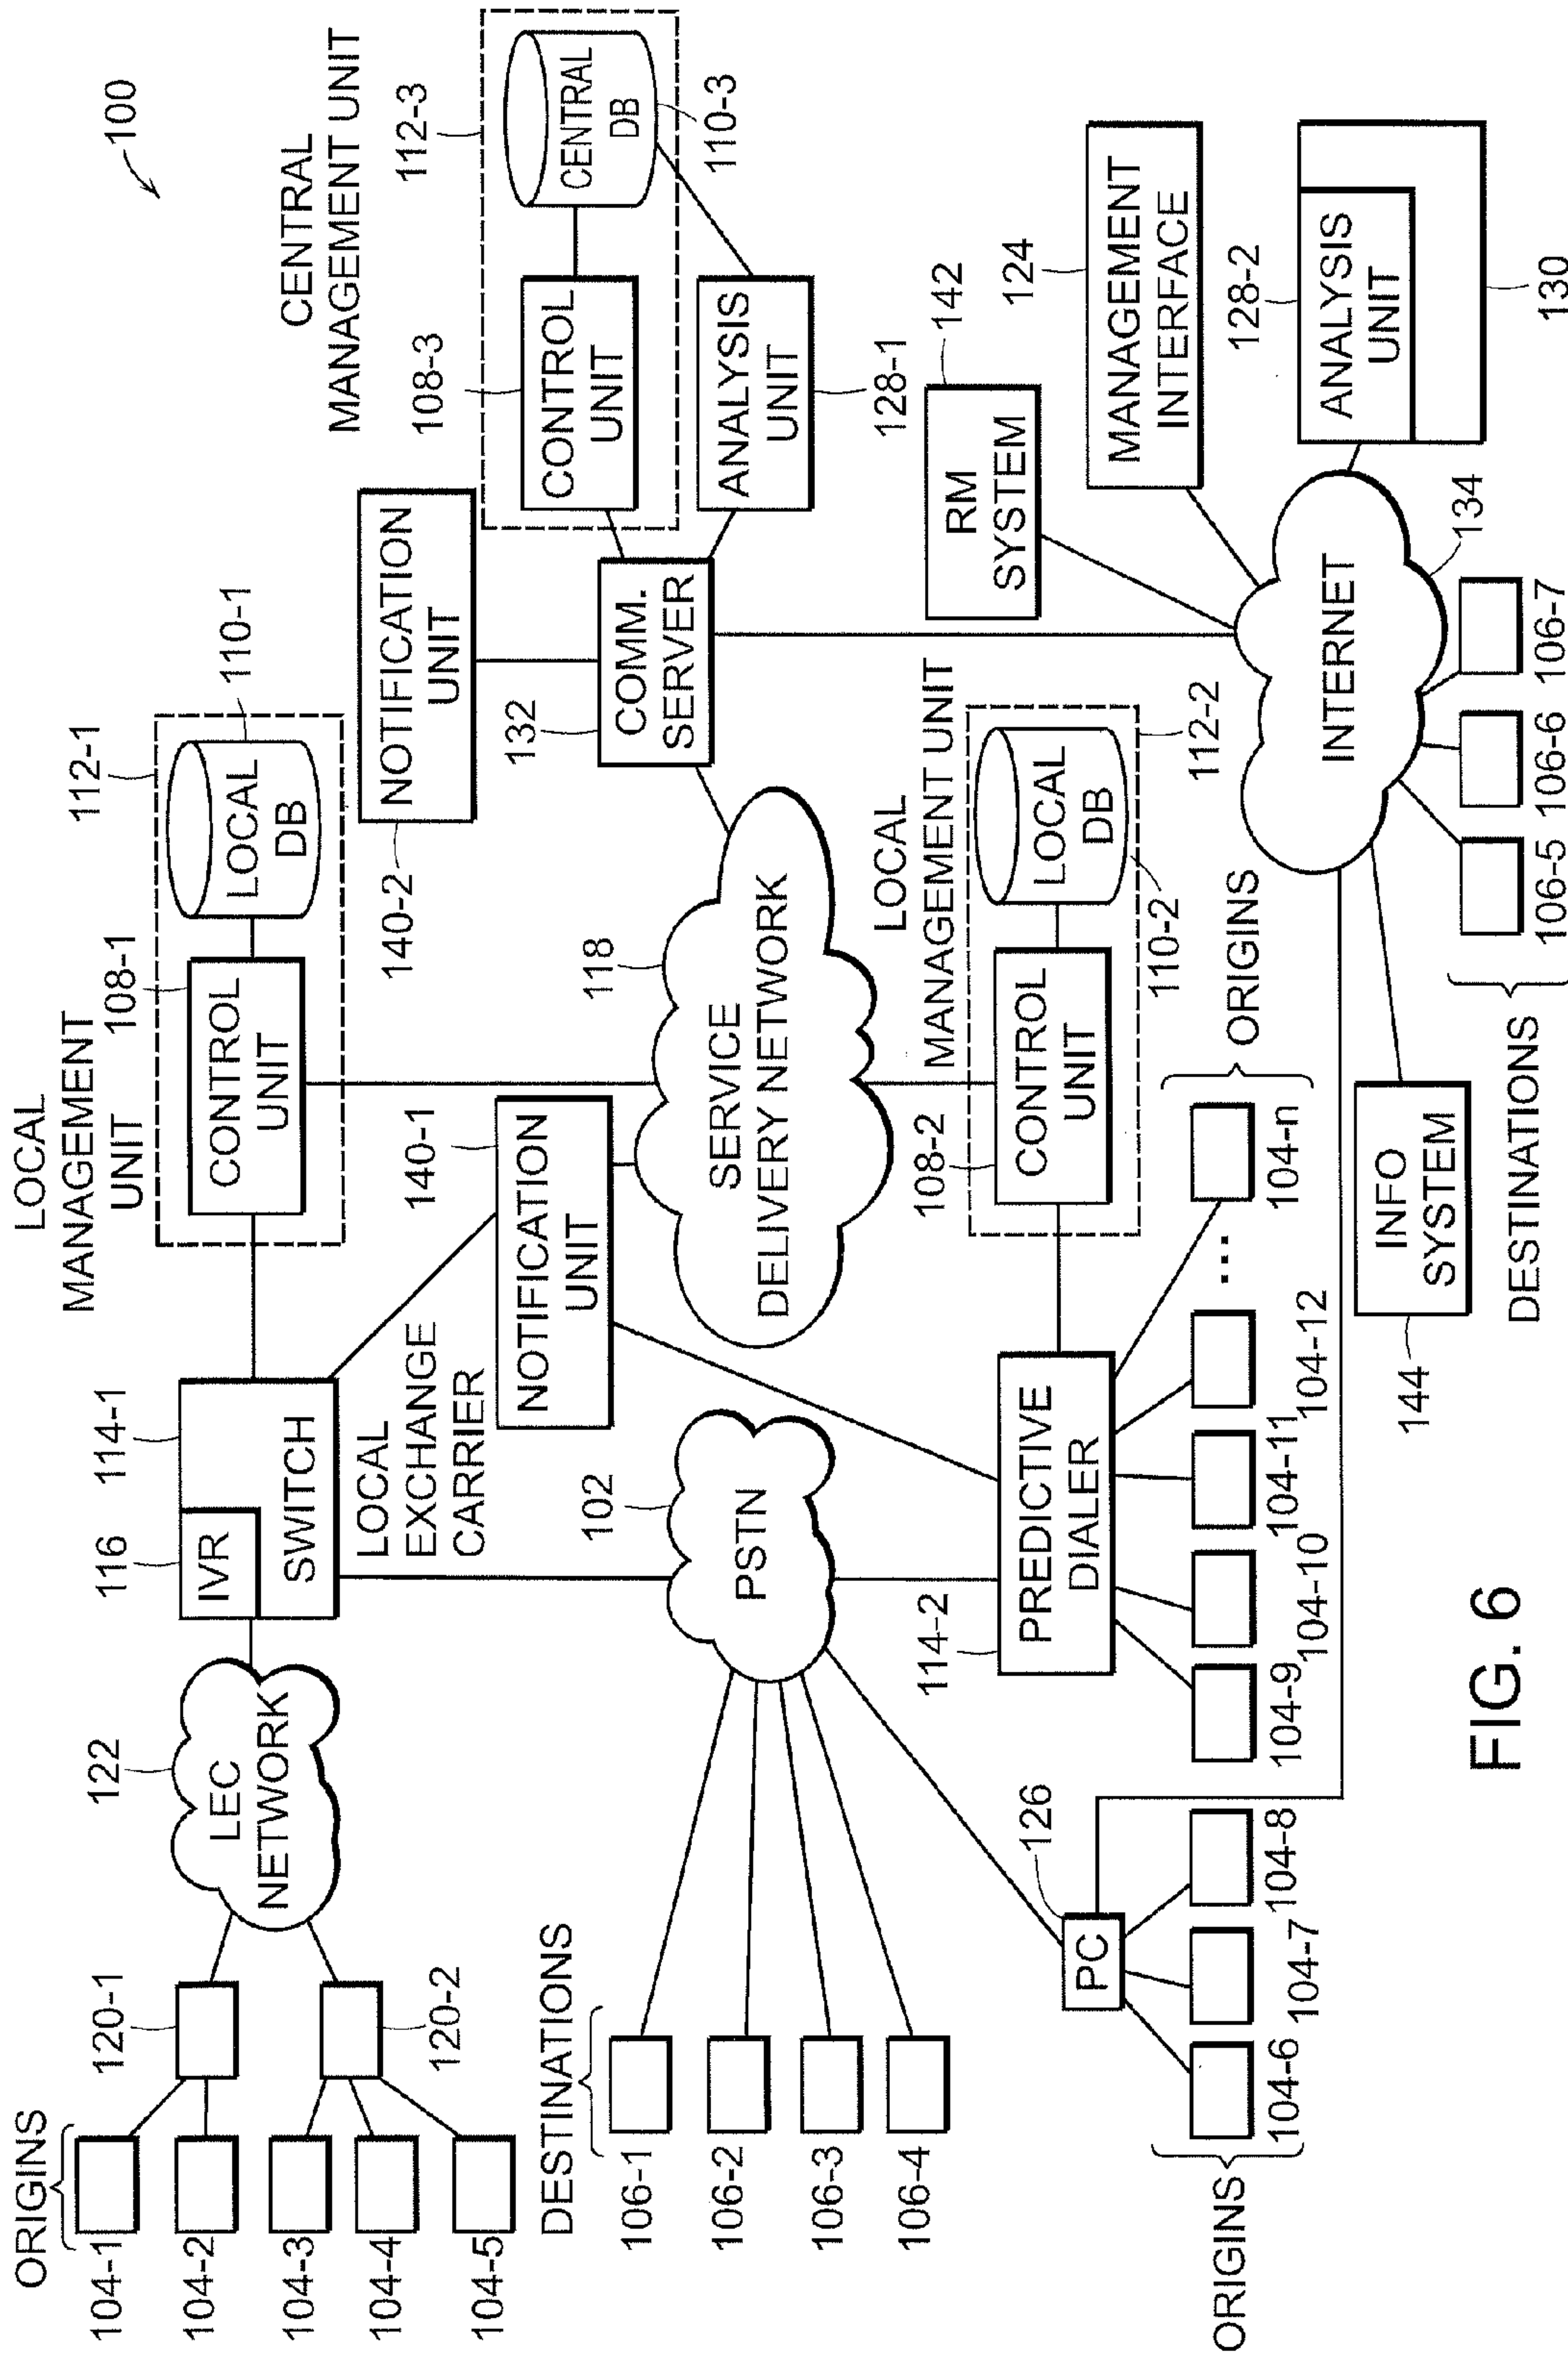 100
ORIGINS
104-1
104-2
104-3
104-4
104-5
120-1
120-2
122
LEC
NETWORK
116
IVR
114-1
SWITCH
LOCAL
EXCHANGE
CARRIER
LOCAL
MANAGEMENT
UNIT
108-1
CONTROL
UNIT
112-1
110-1
LOCAL
DB
140-1
NOTIFICATION
UNIT
140-2
NOTIFICATION
UNIT
CENTRAL
MANAGEMENT UNIT
112-3
108-3
CONTROL
UNIT
CENTRAL
DB
110-3
ANALYSIS
UNIT
128-1
132
COMM.
SERVER
118
SERVICE
DELIVERY NETWORK
102
PSTN
DESTINATIONS
106-1
106-2
106-3
106-4
LOCAL
MANAGEMENT UNIT
108-2
CONTROL
UNIT
LOCAL
DB
110-2
112-2
114-2
PREDICTIVE
DIALER
104-9
104-10
104-11
104-12
...
104-n
ORIGINS
126
PC
104-6
104-7
104-8
ORIGINS
RM
SYSTEM
142
124
MANAGEMENT
INTERFACE
128-2
ANALYSIS
UNIT
130
INTERNET
134
106-5
106-6
106-7
DESTINATIONS
INFO
SYSTEM
144
FIG. 6